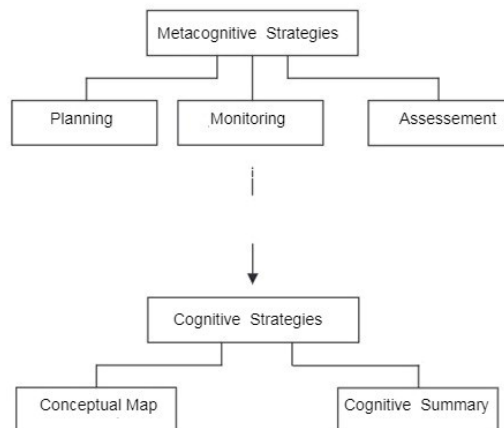 Metacognitive Strategies
Planning
Monitoring
Assessement
Cognitive Strategies
Conceptual Map
Cognitive Summary